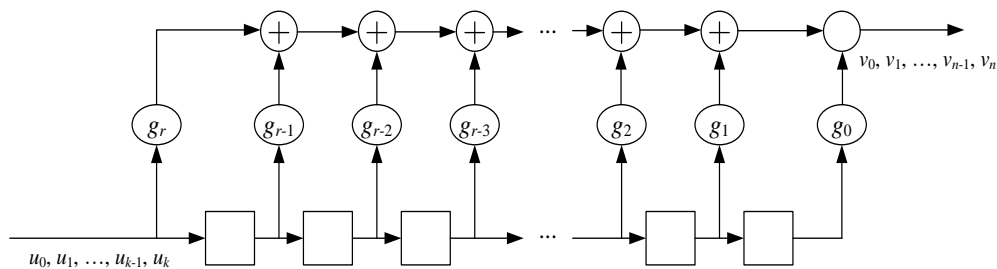 + + + ... + +
v0, v1, ..., vn-1, vn
gr gr-1 gr-2 gr-3 g2 g1 g0
...
u0, u1, ..., uk-1, uk